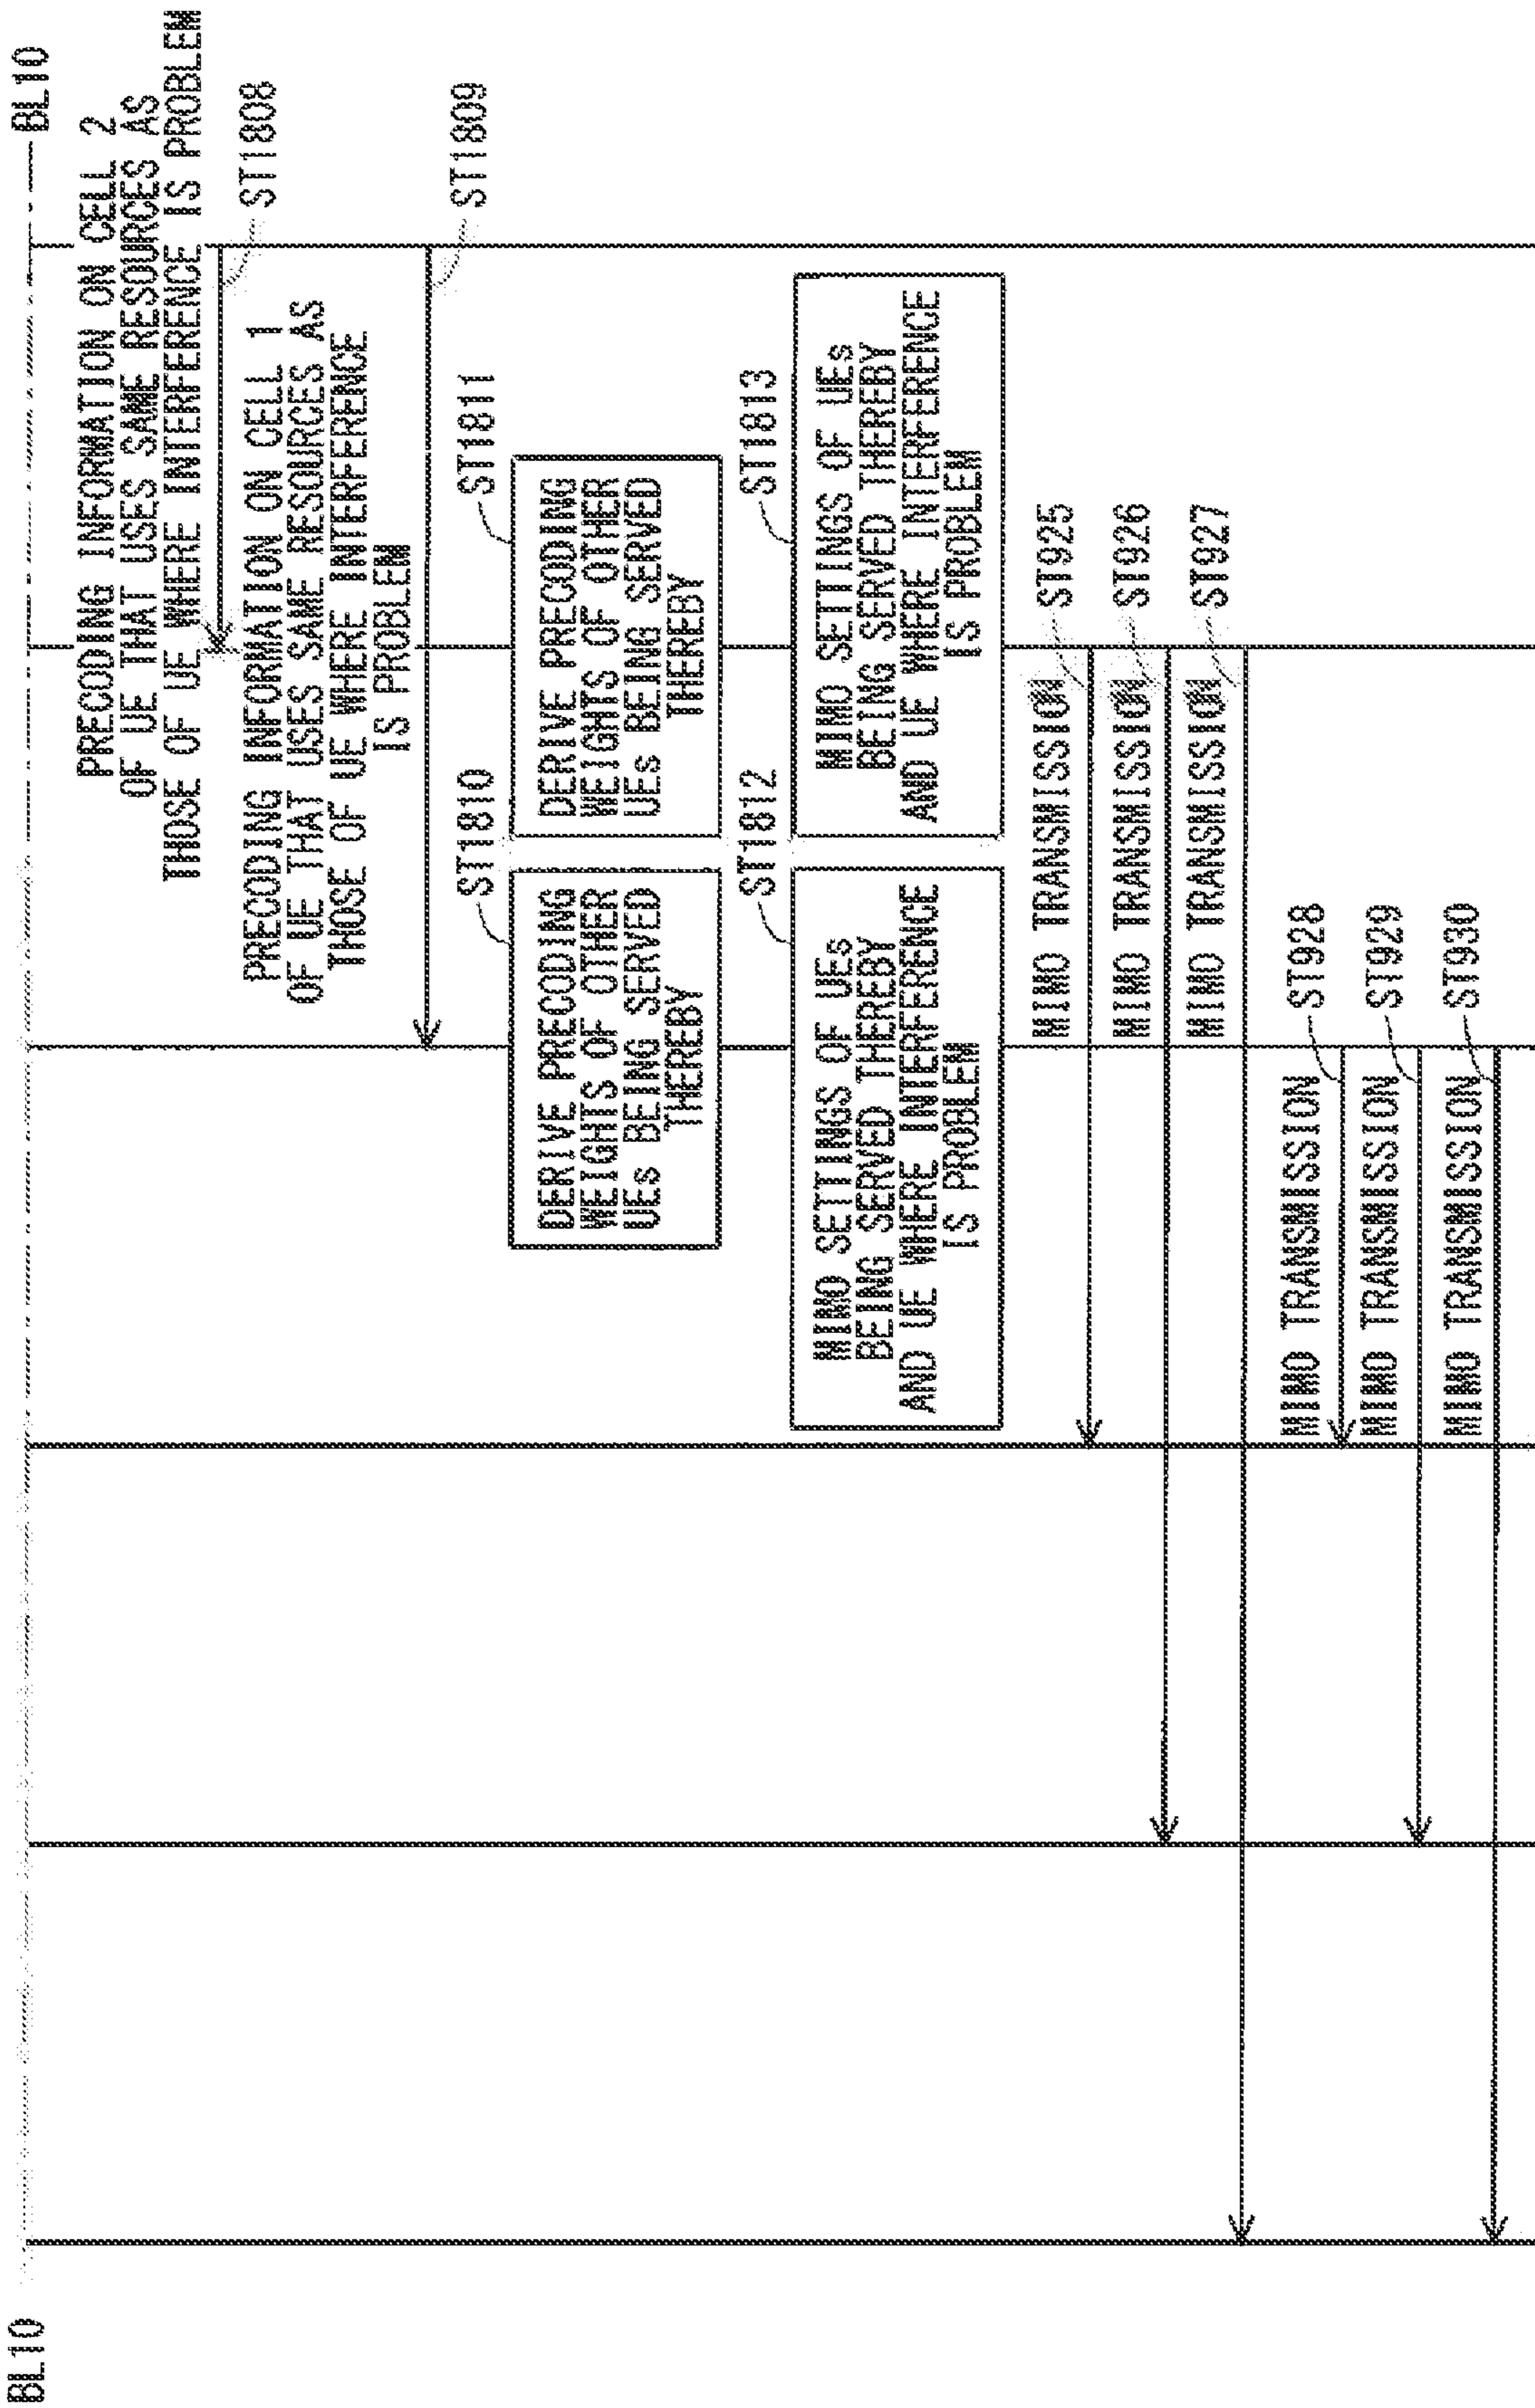 BL10
BL10
PRECODING INFORMATION ON CELL 2
OF UE THAT USES SAME RESOURCES AS
THOSE OF UE WHERE INTERFERENCE IS PROBLEM
ST1808
PRECODING INFORMATION ON CELL 1
OF UE THAT USES SAME RESOURCES AS
THOSE OF UE WHERE INTERFERENCE
IS PROBLEM
ST1809
ST1810
DERIVE PRECODING
WEIGHTS OF OTHER
UEs BEING SERVED
THEREBY
ST1811
DERIVE PRECODING
WEIGHTS OF OTHER
UEs BEING SERVED
THEREBY
ST1812
MIMO SETTINGS OF UEs
BEING SERVED THEREBY
AND UE WHERE INTERFERENCE
IS PROBLEM
ST1813
MIMO SETTINGS OF UEs
BEING SERVED THEREBY
AND UE WHERE INTERFERENCE
IS PROBLEM
MIMO TRANSMISSION
ST925
MIMO TRANSMISSION
ST926
MIMO TRANSMISSION
ST927
MIMO TRANSMISSION
ST928
MIMO TRANSMISSION
ST929
MIMO TRANSMISSION
ST930